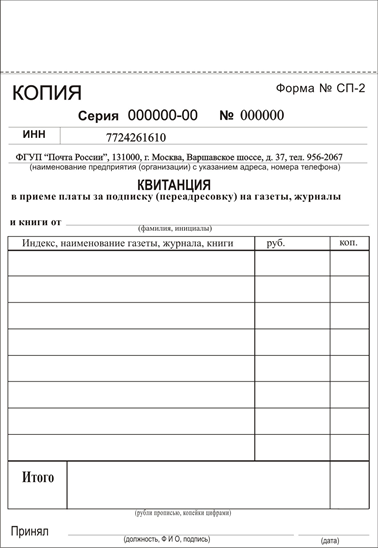 КОПИЯ
Форма № СП-2
Серия 000000-00 № 000000
ИНН 7724261610
ФГУП "Почта России", 131000, г. Москва, Варшавское шоссе, д. 37, тел. 956-2067
(наименование предприятия (организации) с указанием адреса, номера телефона)
КВИТАНЦИЯ
в приеме платы за подписку (переадресовку) на газеты, журналы
и книги от
(фамилия, инициалы)
Индекс, наименование газеты, журнала, книги руб. коп.
Итого
(рубли прописью, копейки цифрами)
Принял
(должность, Ф И О, подпись) (дата)